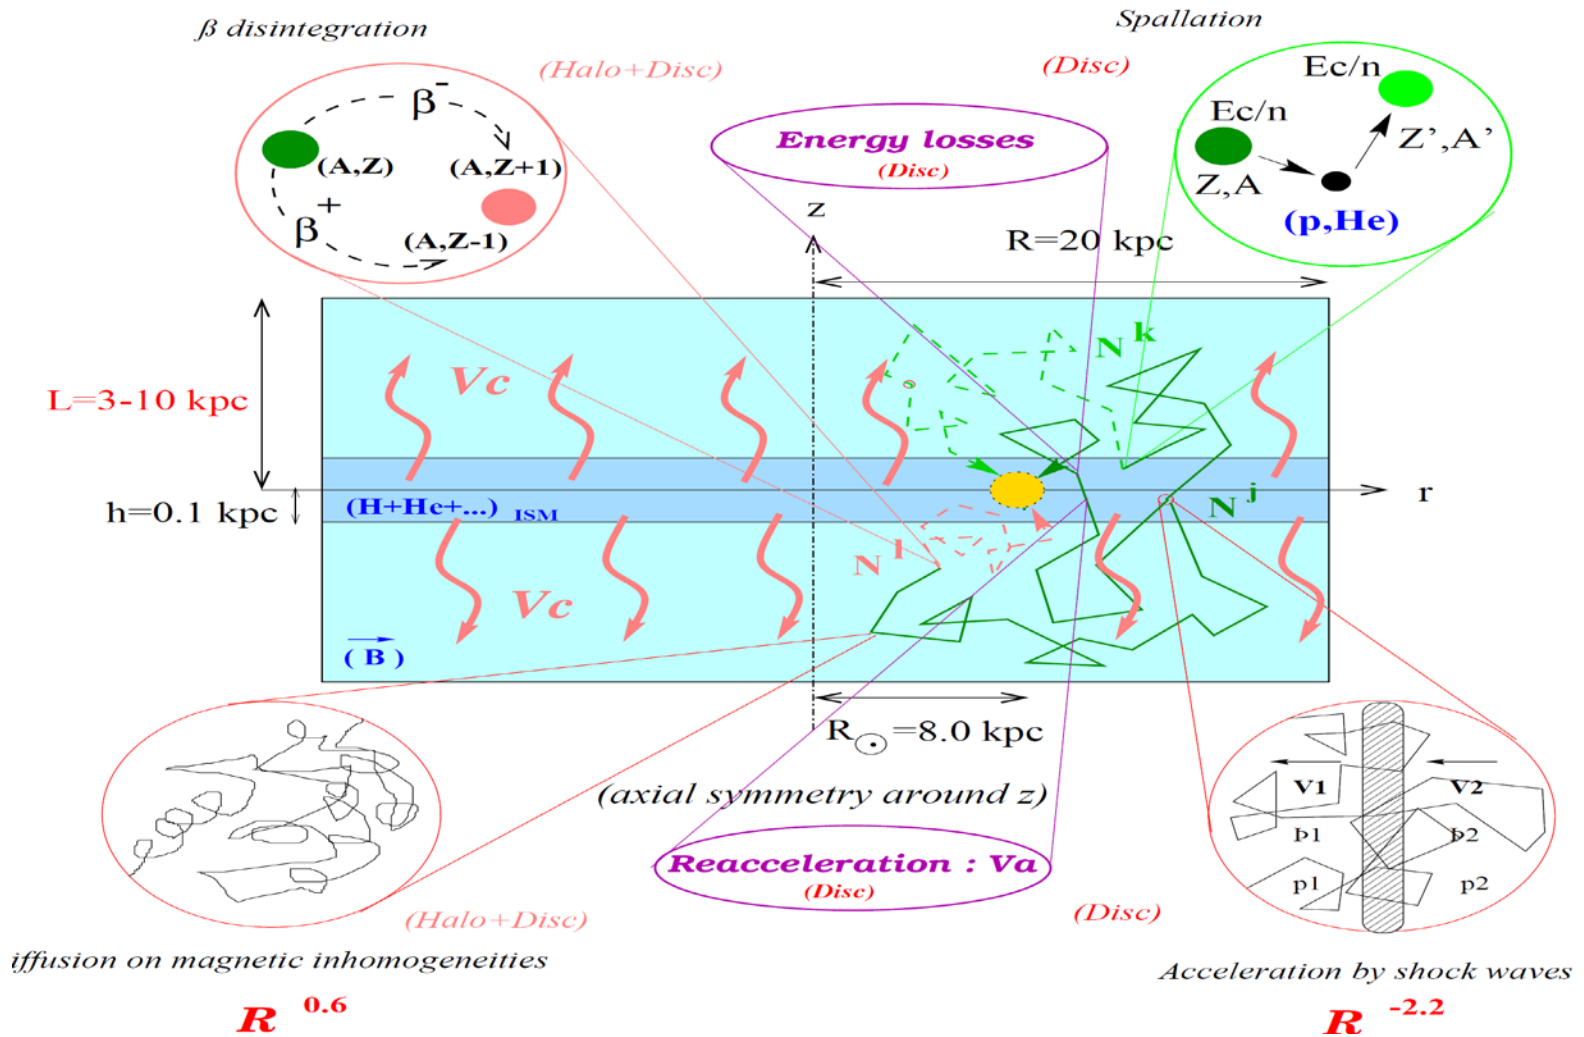 β disintegration
Spallation
(Halo+Disc)
(Disc)
β -
(A,Z)
(A,Z+1)
β +
(A,Z-1)
Energy losses
(Disc)
Ec/n
Ec/n
Z',A'
Z,A
(p,He)
z
R=20 kpc
N k
Vc
L=3-10 kpc
h=0.1 kpc
(H+He+...) ISM
r
N j
N l
Vc
(B)
R☉=8.0 kpc
(axial symmetry around z)
V1
V2
þ1
þ2
p1
p2
Reacceleration : Va
(Disc)
(Halo+Disc)
(Disc)
iffusion on magnetic inhomogeneities
Acceleration by shock waves
R 0.6
R -2.2